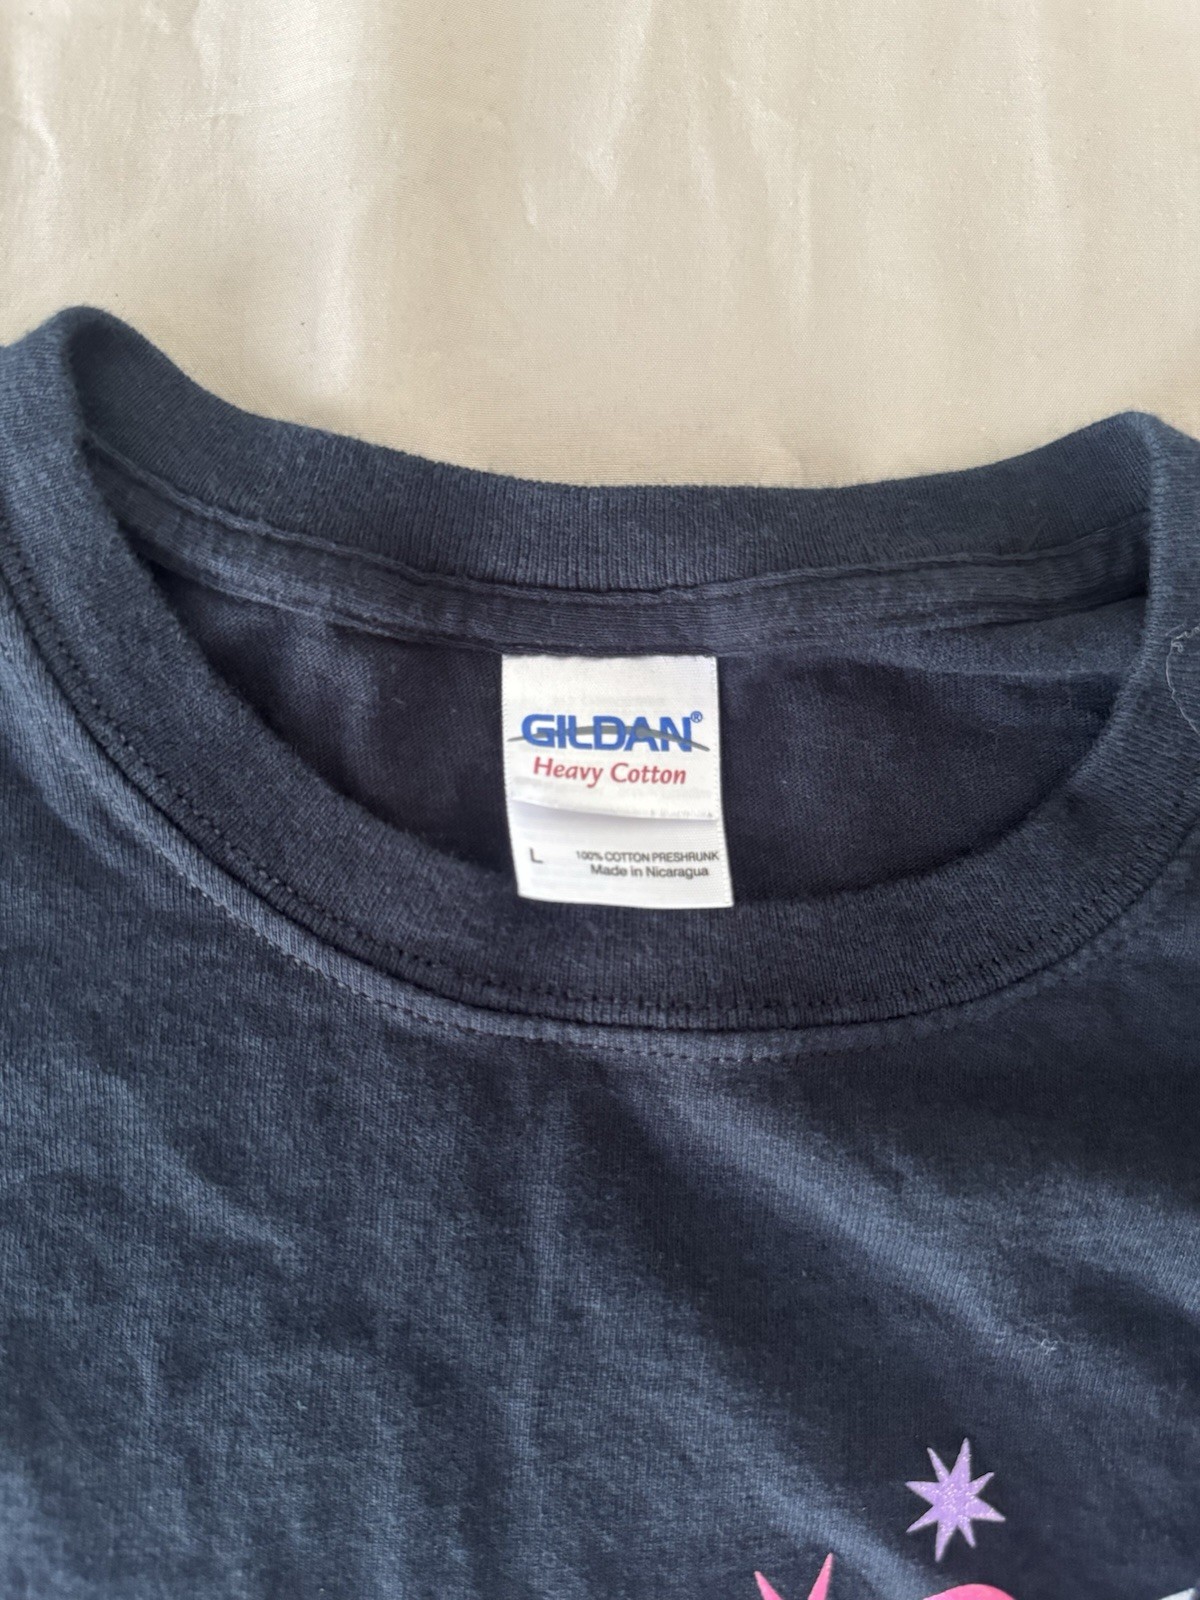 GILDAN®
Heavy Cotton
L 100% COTTON PRESHRUNK
Made in Nicaragua